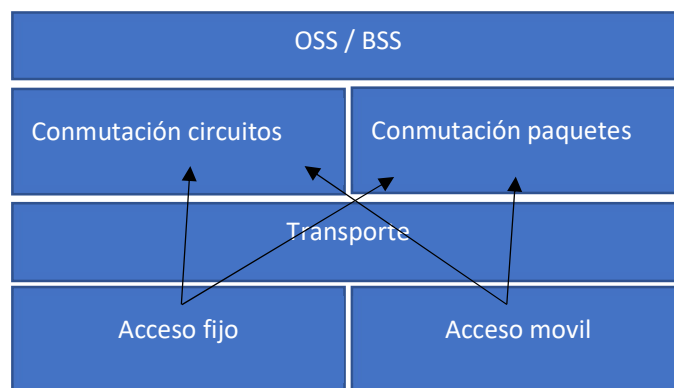 OSS / BSS
Conmutación circuitos
Conmutación paquetes
Transporte
Acceso fijo
Acceso movil